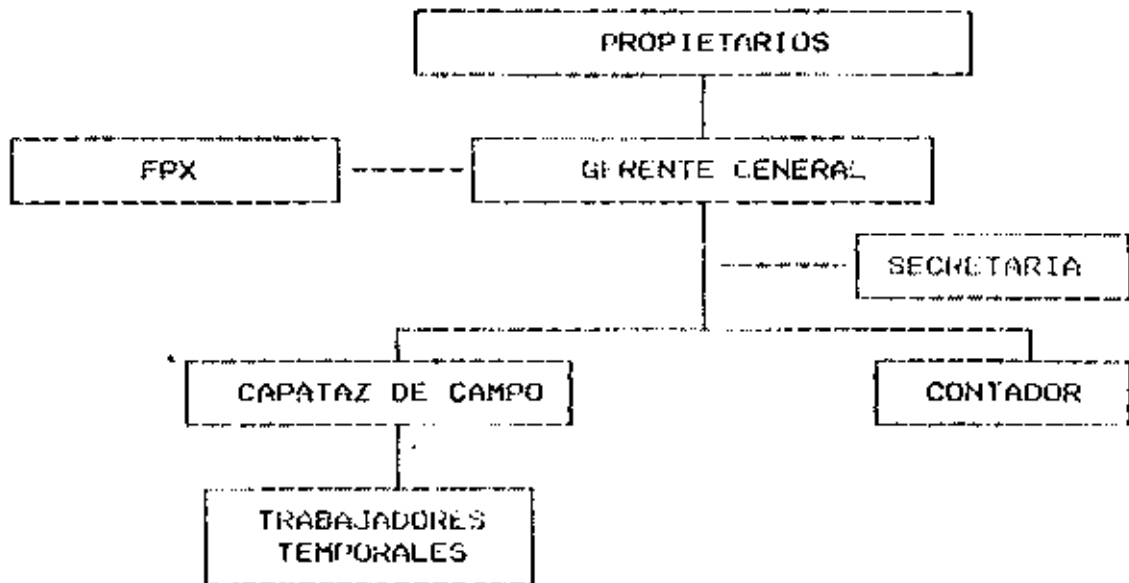 PROPIETARIOS
FPX
GERENTE GENERAL
SECRETARIA
CAPATAZ DE CAMPO
CONTADOR
TRABAJADORES
TEMPORALES